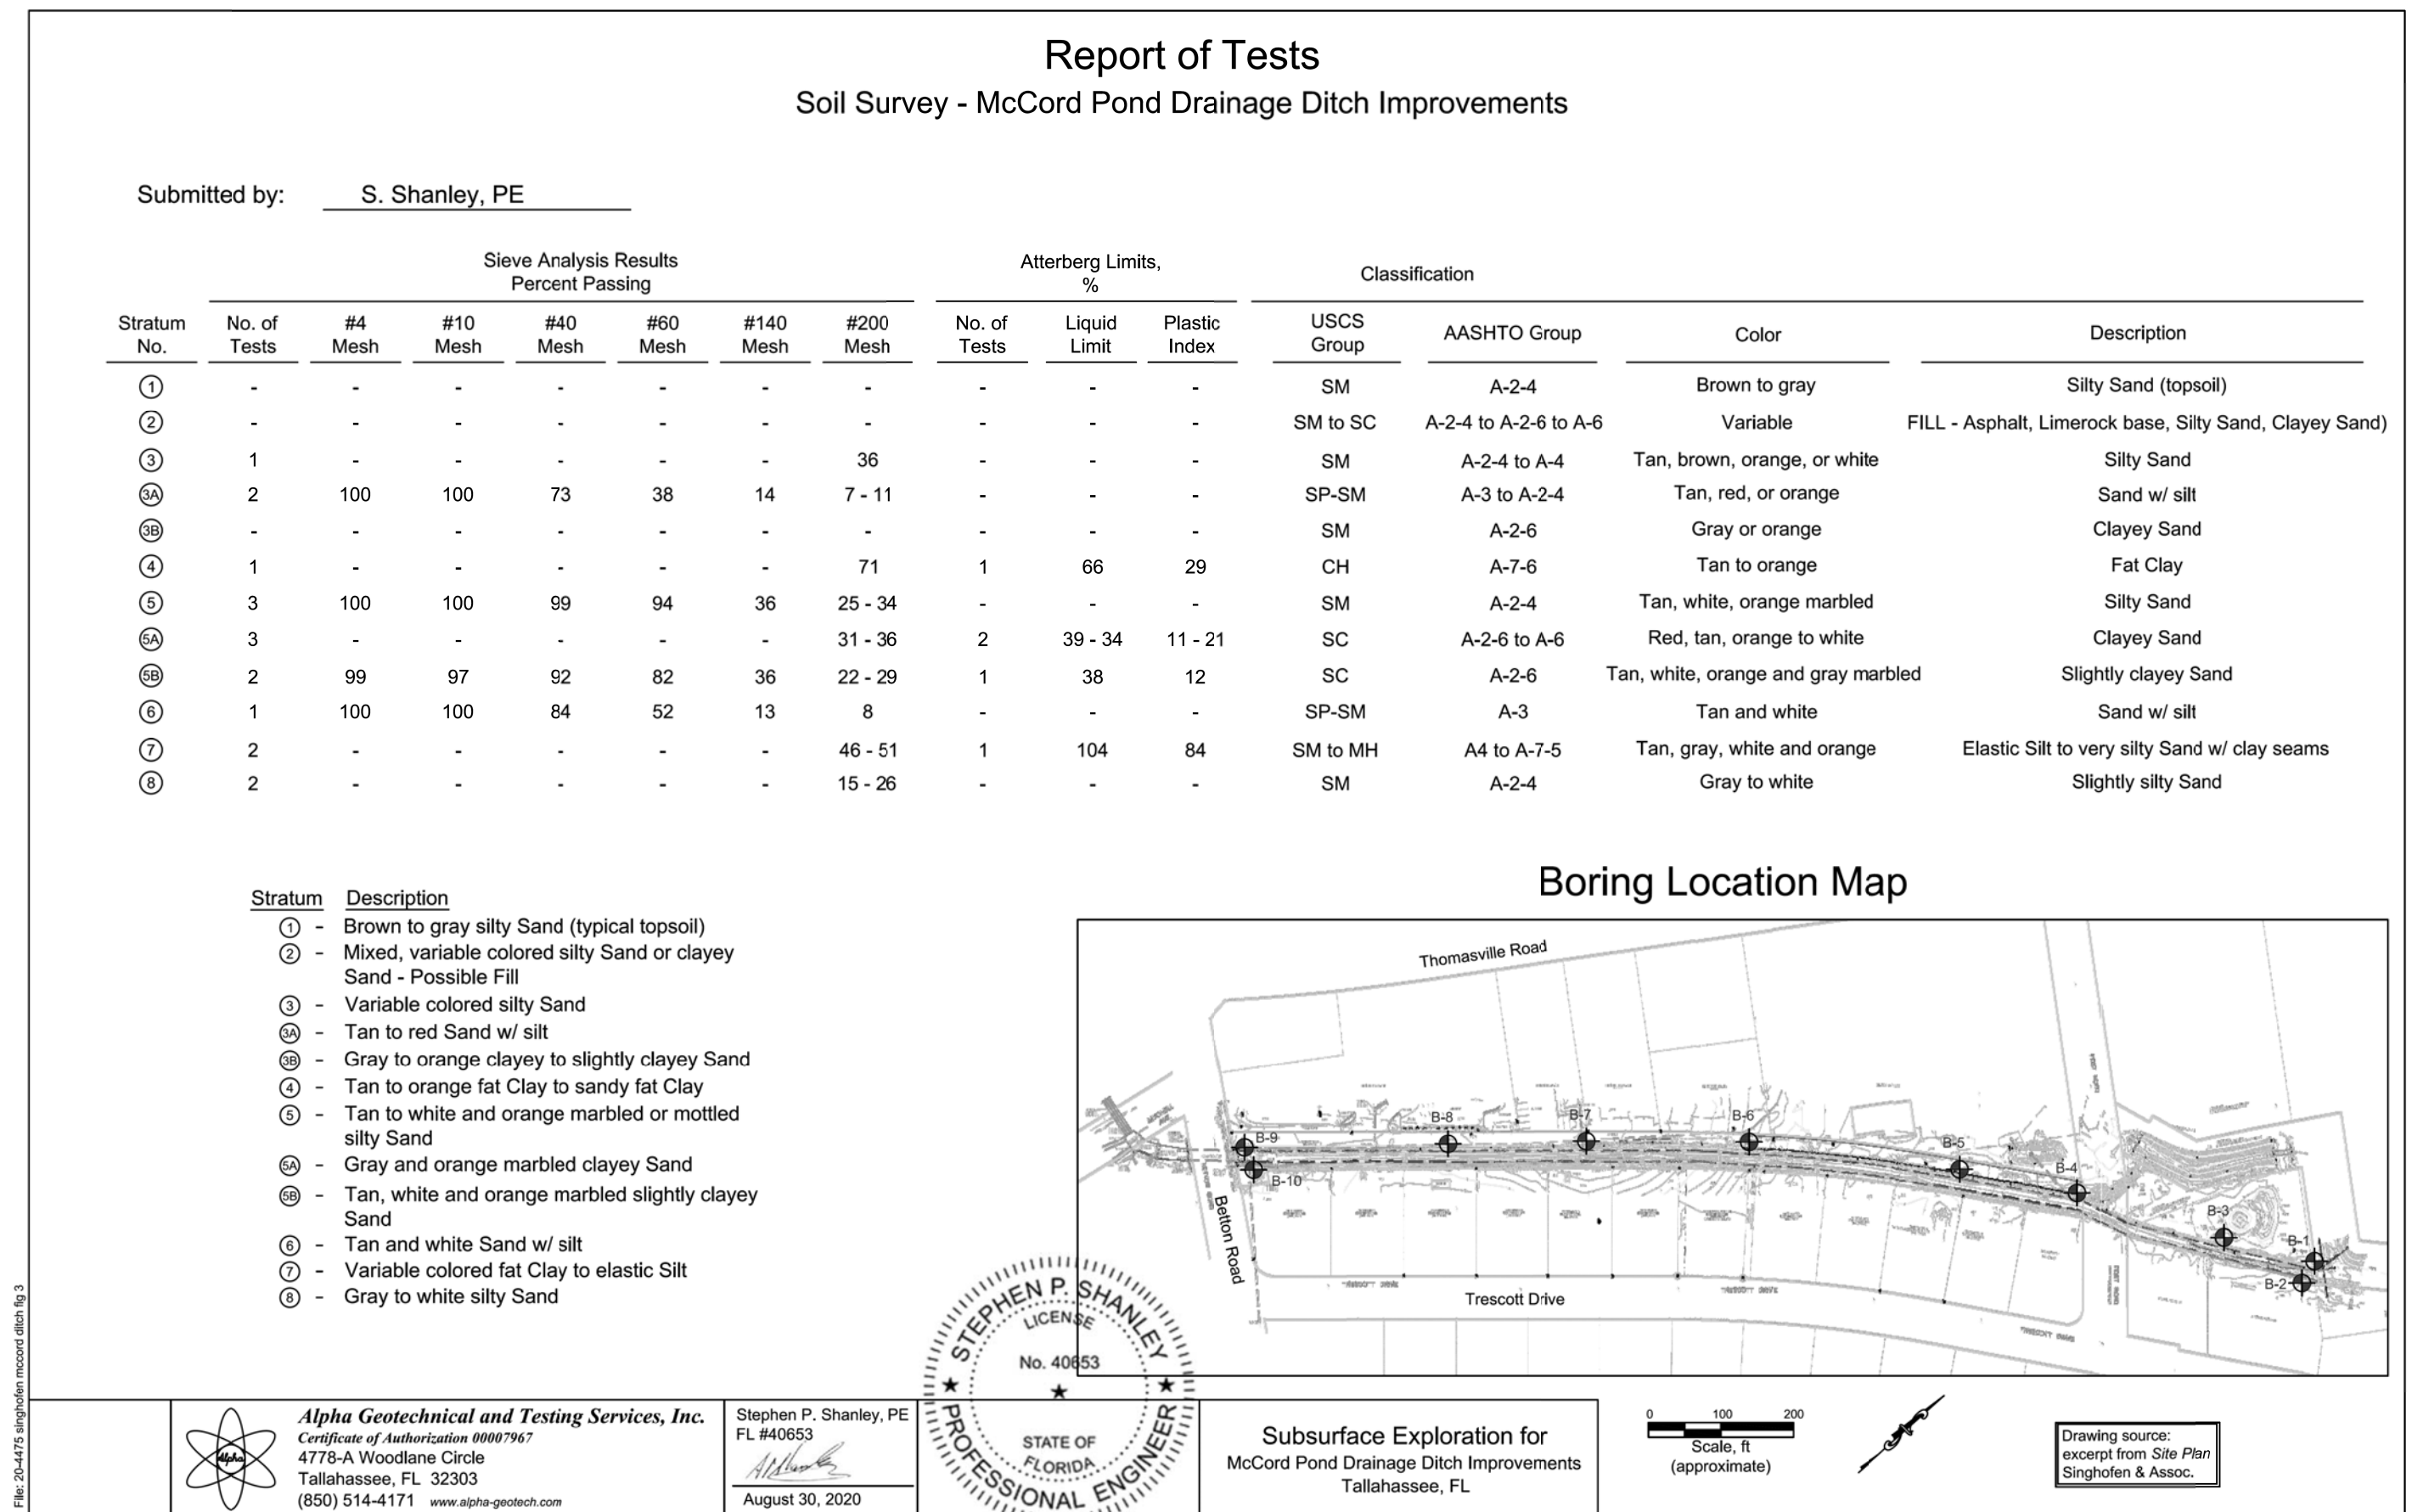 Report of Tests
Soil Survey - McCord Pond Drainage Ditch Improvements
Submitted by: S. Shanley, PE
Sieve Analysis Results
Percent Passing
Atterberg Limits,
%
Classification
Stratum No. No. of Tests #4 Mesh #10 Mesh #40 Mesh #60 Mesh #140 Mesh #200 Mesh No. of Tests Liquid Limit Plastic Index USCS Group AASHTO Group Color Description
1 - - - - - - - - - - SM A-2-4 Brown to gray Silty Sand (topsoil)
2 - - - - - - - - - - SM to SC A-2-4 to A-2-6 to A-6 Variable FILL - Asphalt, Limerock base, Silty Sand, Clayey Sand)
3 1 - - - - - 36 - - - SM A-2-4 to A-4 Tan, brown, orange, or white Silty Sand
3A 2 100 100 73 38 14 7 - 11 - - - SP-SM A-3 to A-2-4 Tan, red, or orange Sand w/ silt
3B - - - - - - - - - - SM A-2-6 Gray or orange Clayey Sand
4 1 - - - - - 71 1 66 29 CH A-7-6 Tan to orange Fat Clay
5 3 100 100 99 94 36 25 - 34 - - - SM A-2-4 Tan, white, orange marbled Silty Sand
5A 3 - - - - - 31 - 36 2 39 - 34 11 - 21 SC A-2-6 to A-6 Red, tan, orange to white Clayey Sand
5B 2 99 97 92 82 36 22 - 29 1 38 12 SC A-2-6 Tan, white, orange and gray marbled Slightly clayey Sand
6 1 100 100 84 52 13 8 - - - SP-SM A-3 Tan and white Sand w/ silt
7 2 - - - - - 46 - 51 1 104 84 SM to MH A4 to A-7-5 Tan, gray, white and orange Elastic Silt to very silty Sand w/ clay seams
8 2 - - - - - 15 - 26 - - - SM A-2-4 Gray to white Slightly silty Sand
Stratum Description
1 - Brown to gray silty Sand (typical topsoil)
2 - Mixed, variable colored silty Sand or clayey
Sand - Possible Fill
3 - Variable colored silty Sand
3A - Tan to red Sand w/ silt
3B - Gray to orange clayey to slightly clayey Sand
4 - Tan to orange fat Clay to sandy fat Clay
5 - Tan to white and orange marbled or mottled
silty Sand
5A - Gray and orange marbled clayey Sand
5B - Tan, white and orange marbled slightly clayey
Sand
6 - Tan and white Sand w/ silt
7 - Variable colored fat Clay to elastic Silt
8 - Gray to white silty Sand
Boring Location Map
Thomasville Road
B-9
B-10
B-8
B-7
B-6
B-5
B-4
B-3
B-1
B-2
Betton Road
Trescott Drive
File: 20-4475 singhofen mccord ditch fig 3
Alpha
Alpha Geotechnical and Testing Services, Inc.
Certificate of Authorization 00007967
4778-A Woodlane Circle
Tallahassee, FL 32303
(850) 514-4171 www.alpha-geotech.com
Stephen P. Shanley, PE
FL #40653
August 30, 2020
STEPHEN P. SHANLEY
LICENSE
No. 40653
STATE OF
FLORIDA
PROFESSIONAL ENGINEER
Subsurface Exploration for
McCord Pond Drainage Ditch Improvements
Tallahassee, FL
0 100 200
Scale, ft
(approximate)
Drawing source:
excerpt from Site Plan
Singhofen & Assoc.